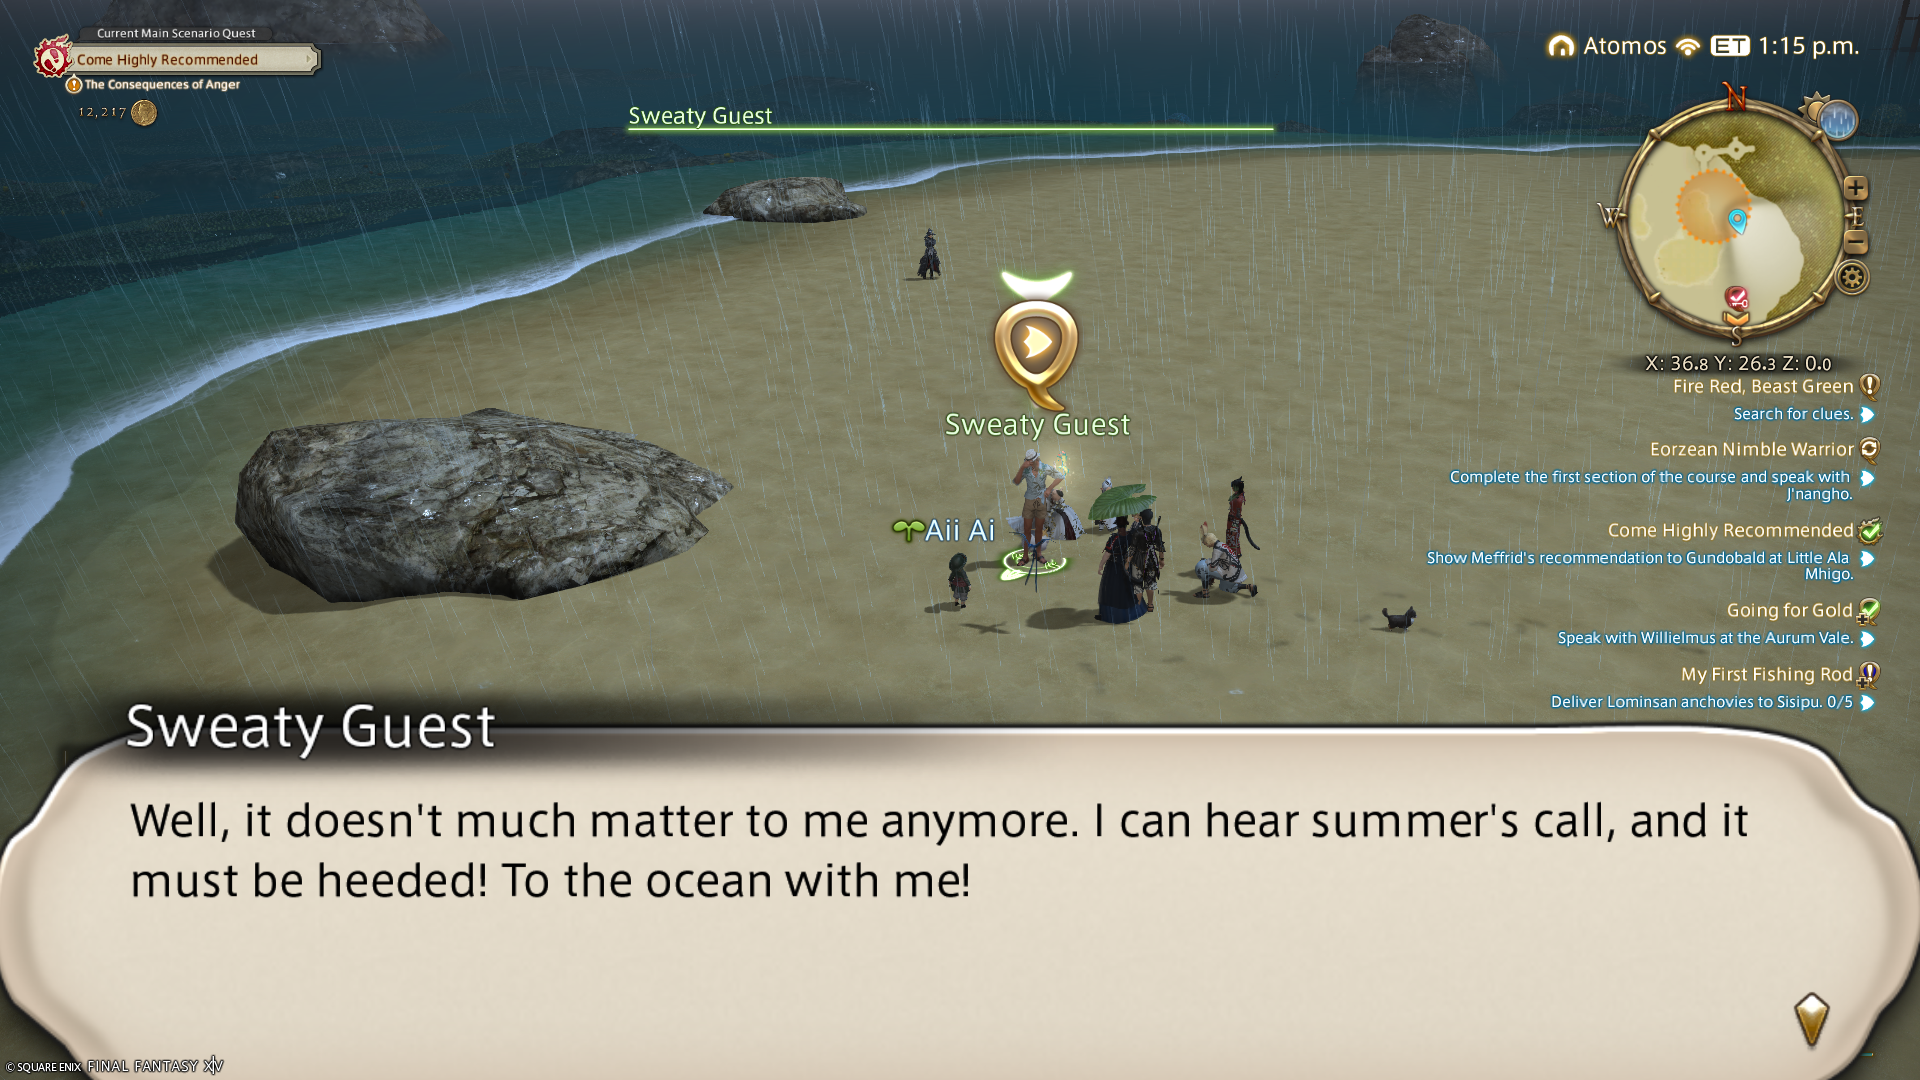 Current Main Scenario Quest
Come Highly Recommended
The Consequences of Anger
12,217
Atomos ET 1:15 p.m.
N
W
E
S
X: 36.8 Y: 26.3 Z: 0.0
Sweaty Guest
Sweaty Guest
Aii Ai
Fire Red, Beast Green
Search for clues.
Eorzean Nimble Warrior
Complete the first section of the course and speak with
J'nangho.
Come Highly Recommended
Show Meffrid's recommendation to Gundobald at Little Ala
Mhigo.
Going for Gold
Speak with Willielmus at the Aurum Vale.
My First Fishing Rod
Deliver Lominsan anchovies to Sisipu. 0/5
Sweaty Guest
Well, it doesn't much matter to me anymore. I can hear summer's call, and it
must be heeded! To the ocean with me!
© SQUARE ENIX FINAL FANTASY XIV